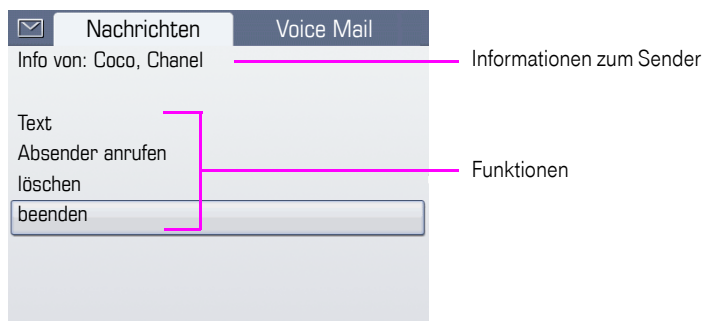 Nachrichten Voice Mail
Info von: Coco, Chanel Informationen zum Sender
Text
Absender anrufen
Funktionen
löschen
beenden